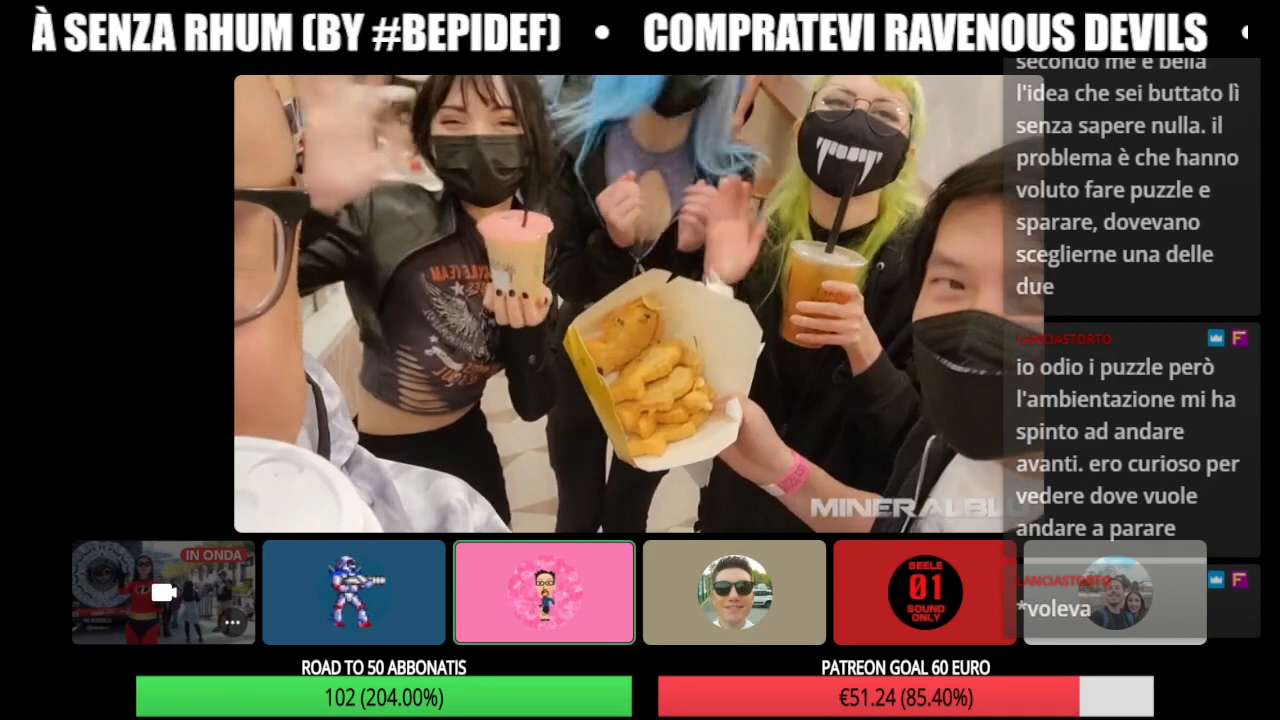 À SENZA RHUM (BY #BEPIDEF) • COMPRATEVI RAVENOUS DEVILS •
secondo me è bella
l'idea che sei buttato lì
senza sapere nulla. il
problema è che hanno
voluto fare puzzle e
sparare, dovevano
sceglierne una delle
due
LANCIASTORTO
io odio i puzzle però
l'ambientazione mi ha
spinto ad andare
avanti. ero curioso per
vedere dove vuole
andare a parare
LANCIASTORTO
*voleva
MINERALBLU
IN ONDA
SEELE
01
SOUND
ONLY
ROAD TO 50 ABBONATIS
102 (204.00%)
PATREON GOAL 60 EURO
€51.24 (85.40%)